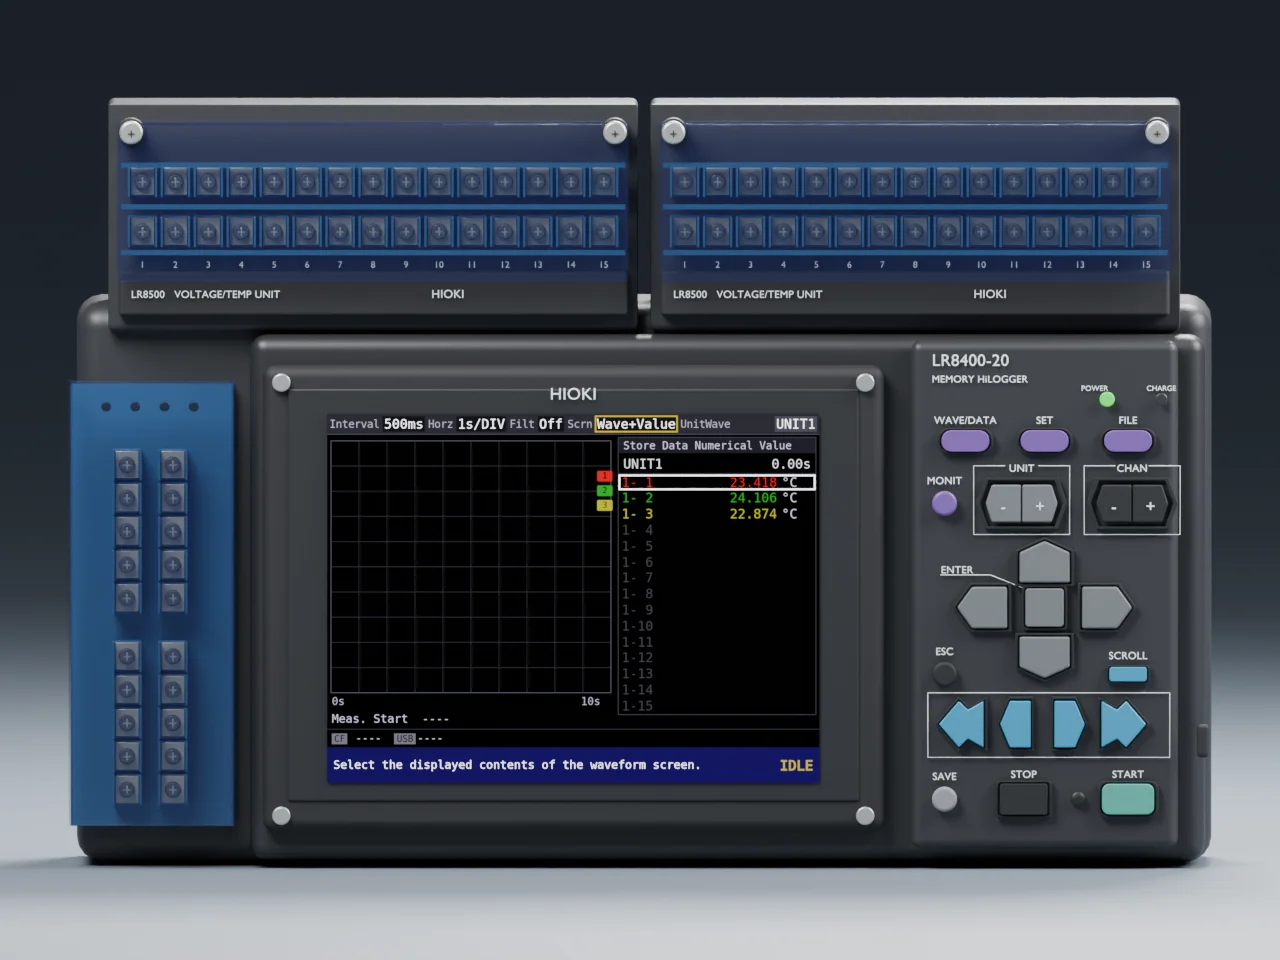 1 2 3 4 5 6 7 8 9 10 11 12 13 14 15
LR8500 VOLTAGE/TEMP UNIT HIOKI
1 2 3 4 5 6 7 8 9 10 11 12 13 14 15
LR8500 VOLTAGE/TEMP UNIT HIOKI
HIOKI
Interval 500ms Horz 1s/DIV Filt Off Scrn Wave+Value UnitWave UNIT1
Store Data Numerical Value
UNIT1 0.00s
1- 1 23.418 °C
1- 2 24.106 °C
1- 3 22.874 °C
1- 4
1- 5
1- 6
1- 7
1- 8
1- 9
1-10
1-11
1-12
1-13
1-14
1-15
1
2
3
0s 10s
Meas. Start ----
CF ---- USB ----
Select the displayed contents of the waveform screen. IDLE
LR8400-20
MEMORY HiLOGGER
POWER CHARGE
WAVE/DATA SET FILE
MONIT
UNIT
- +
CHAN
- +
ENTER
ESC
SCROLL
SAVE STOP START